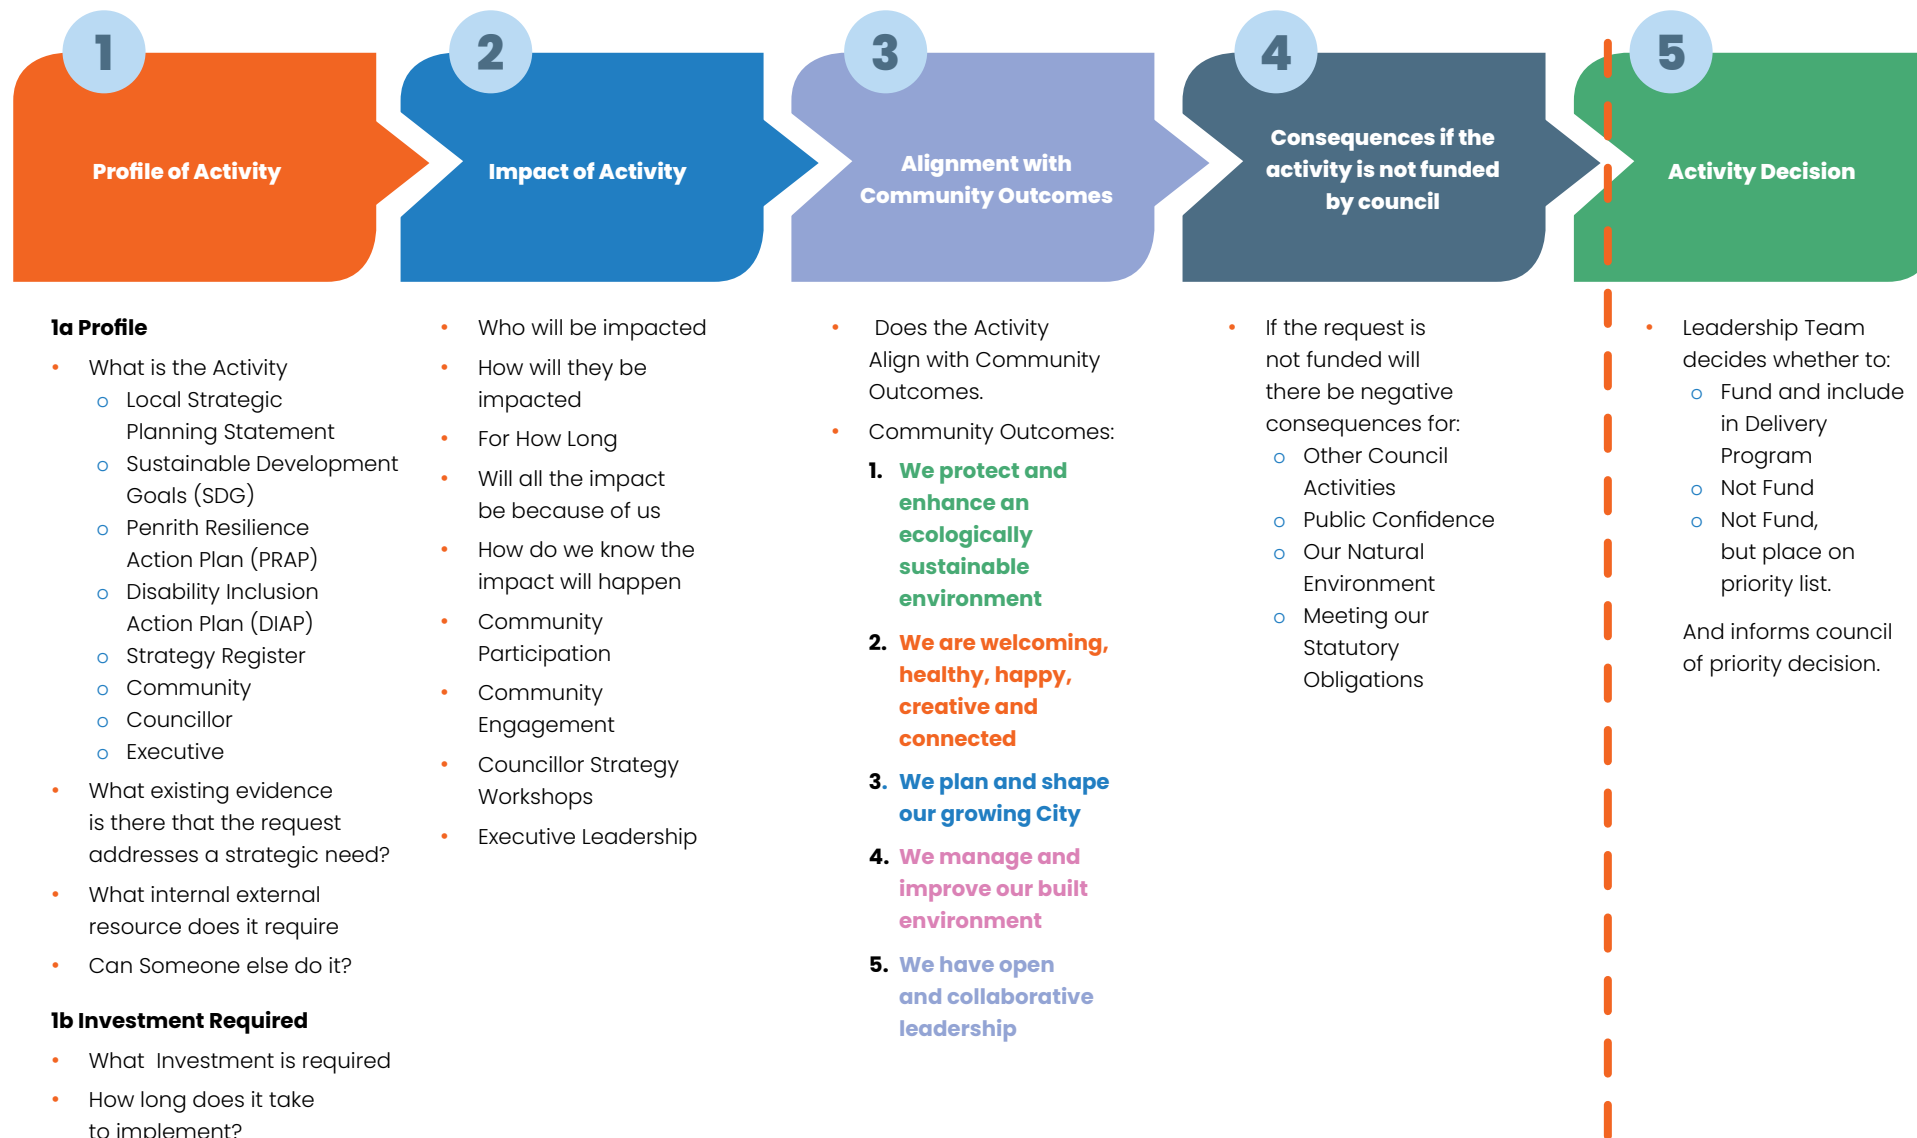 1
Profile of Activity
2
Impact of Activity
3
Alignment with
Community Outcomes
4
Consequences if the
activity is not funded
by council
5
Activity Decision
1a Profile
• What is the Activity
o Local Strategic
Planning Statement
o Sustainable Development
Goals (SDG)
o Penrith Resilience
Action Plan (PRAP)
o Disability Inclusion
Action Plan (DIAP)
o Strategy Register
o Community
o Councillor
o Executive
• What existing evidence
is there that the request
addresses a strategic need?
• What internal external
resource does it require
• Can Someone else do it?
1b Investment Required
• What Investment is required
• How long does it take
to implement?
• Who will be impacted
• How will they be
impacted
• For How Long
• Will all the impact
be because of us
• How do we know the
impact will happen
• Community
Participation
• Community
Engagement
• Councillor Strategy
Workshops
• Executive Leadership
• Does the Activity
Align with Community
Outcomes.
• Community Outcomes:
1. We protect and
enhance an
ecologically
sustainable
environment
2. We are welcoming,
healthy, happy,
creative and
connected
3. We plan and shape
our growing City
4. We manage and
improve our built
environment
5. We have open
and collaborative
leadership
• If the request is
not funded will
there be negative
consequences for:
o Other Council
Activities
o Public Confidence
o Our Natural
Environment
o Meeting our
Statutory
Obligations
• Leadership Team
decides whether to:
o Fund and include
in Delivery
Program
o Not Fund
o Not Fund,
but place on
priority list.
And informs council
of priority decision.